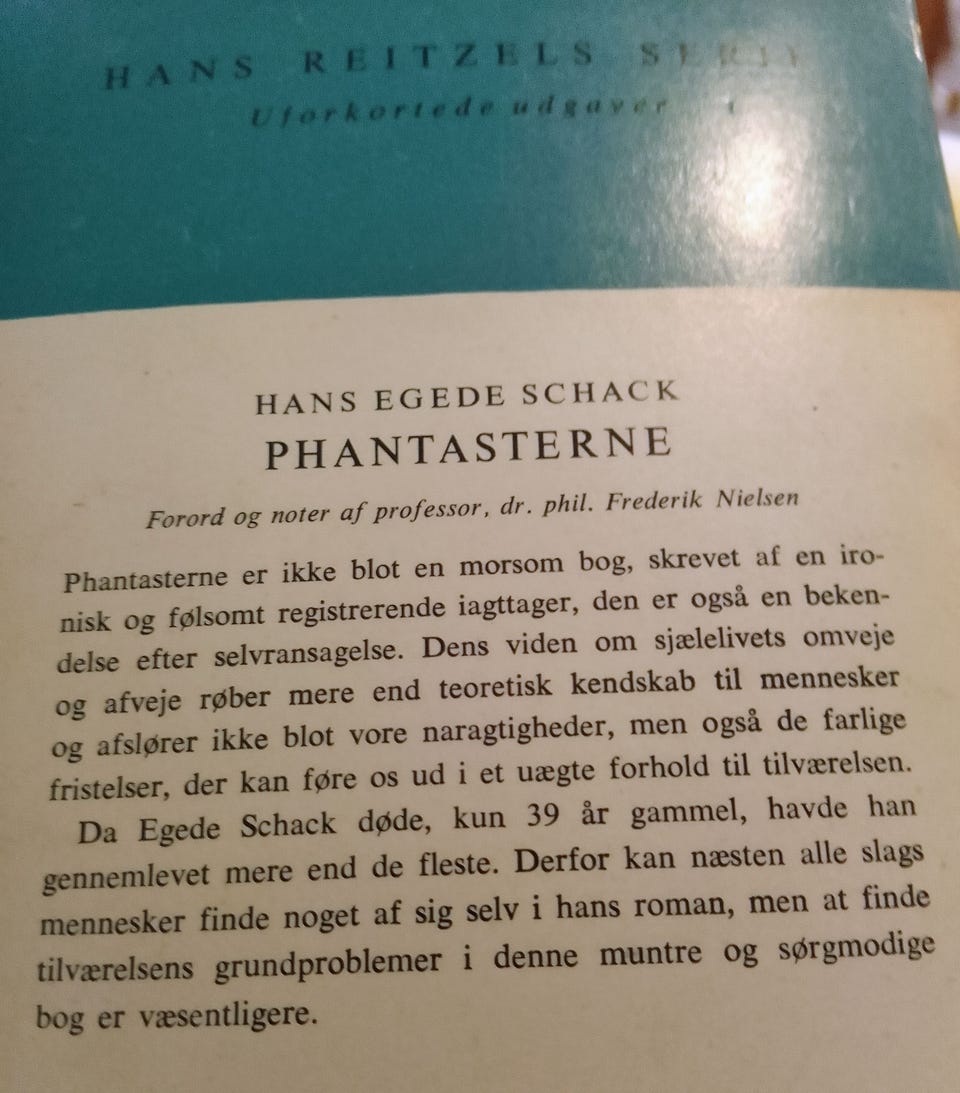 HANS REITZELS SERIE
Uforkortede udgaver
HANS EGEDE SCHACK
PHANTASTERNE
Forord og noter af professor, dr. phil. Frederik Nielsen
Phantasterne er ikke blot en morsom bog, skrevet af en iro-
nisk og følsomt registrerende iagttager, den er også en beken-
delse efter selvransagelse. Dens viden om sjælelivets omveje
og afveje røber mere end teoretisk kendskab til mennesker
og afslører ikke blot vore naragtigheder, men også de farlige
fristelser, der kan føre os ud i et uægte forhold til tilværelsen.
Da Egede Schack døde, kun 39 år gammel, havde han
gennemlevet mere end de fleste. Derfor kan næsten alle slags
mennesker finde noget af sig selv i hans roman, men at finde
tilværelsens grundproblemer i denne muntre og sørgmodige
bog er væsentligere.